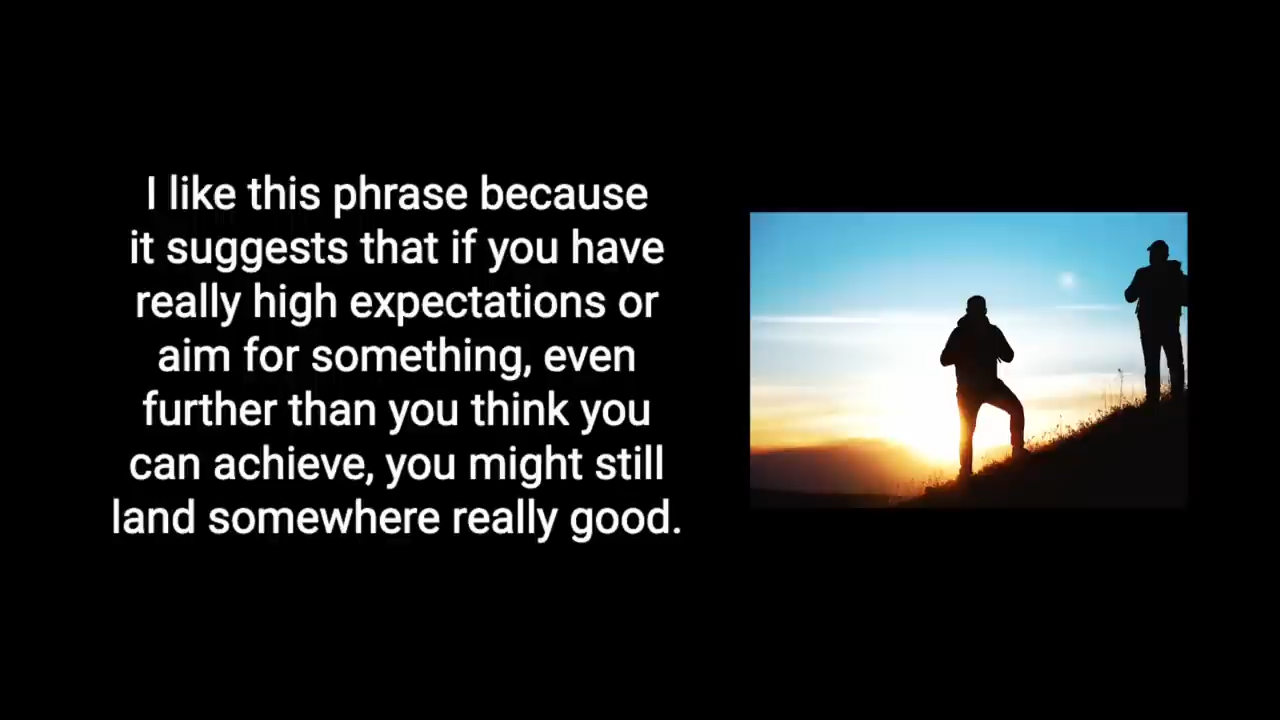 I like this phrase because
it suggests that if you have
really high expectations or
aim for something, even
further than you think you
can achieve, you might still
land somewhere really good.